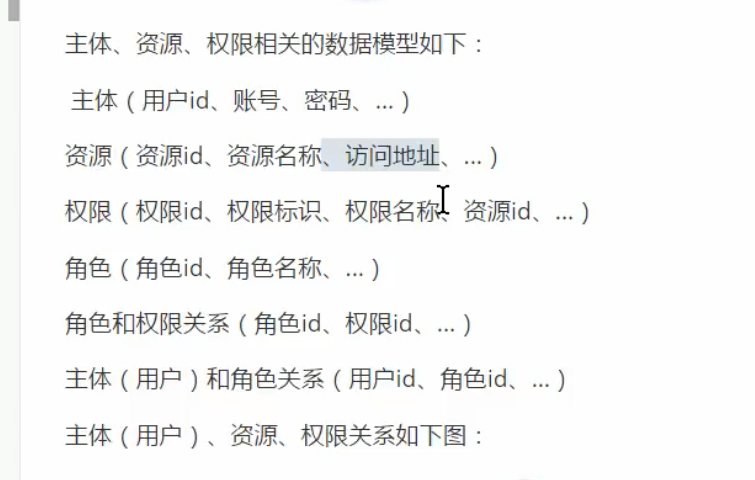 主体、资源、权限相关的数据模型如下：
主体（用户id、账号、密码、...）
资源（资源id、资源名称、访问地址、...）
权限（权限id、权限标识、权限名称、资源id、...）
角色（角色id、角色名称、...）
角色和权限关系（角色id、权限id、...）
主体（用户）和角色关系（用户id、角色id、...）
主体（用户）、资源、权限关系如下图：